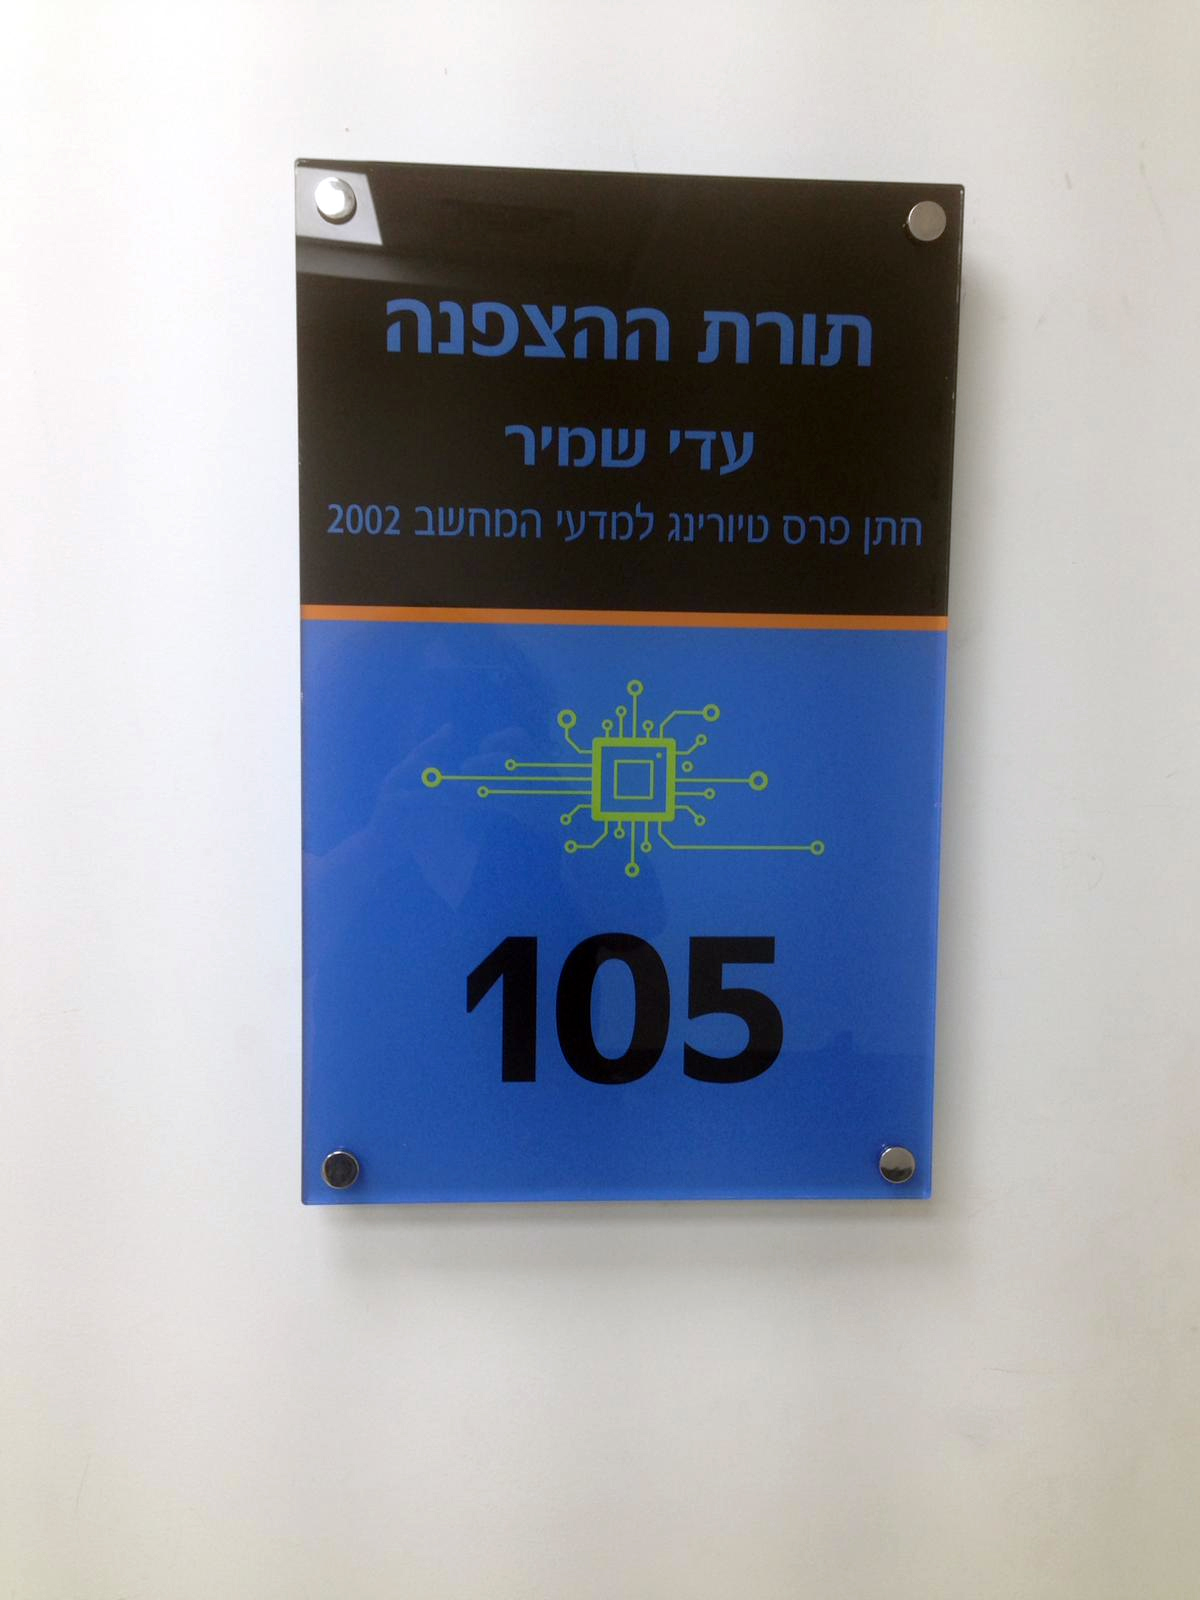 תורת ההצפנה
עדי שמיר
חתן פרס טיורינג למדעי המחשב 2002
105